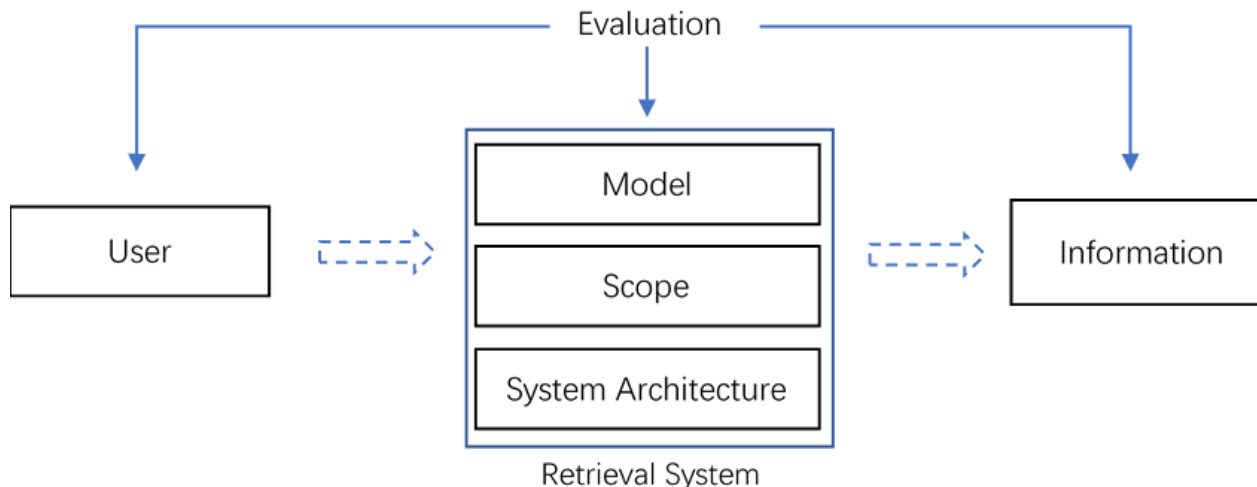 Evaluation
User
Model
Scope
System Architecture
Information
Retrieval System